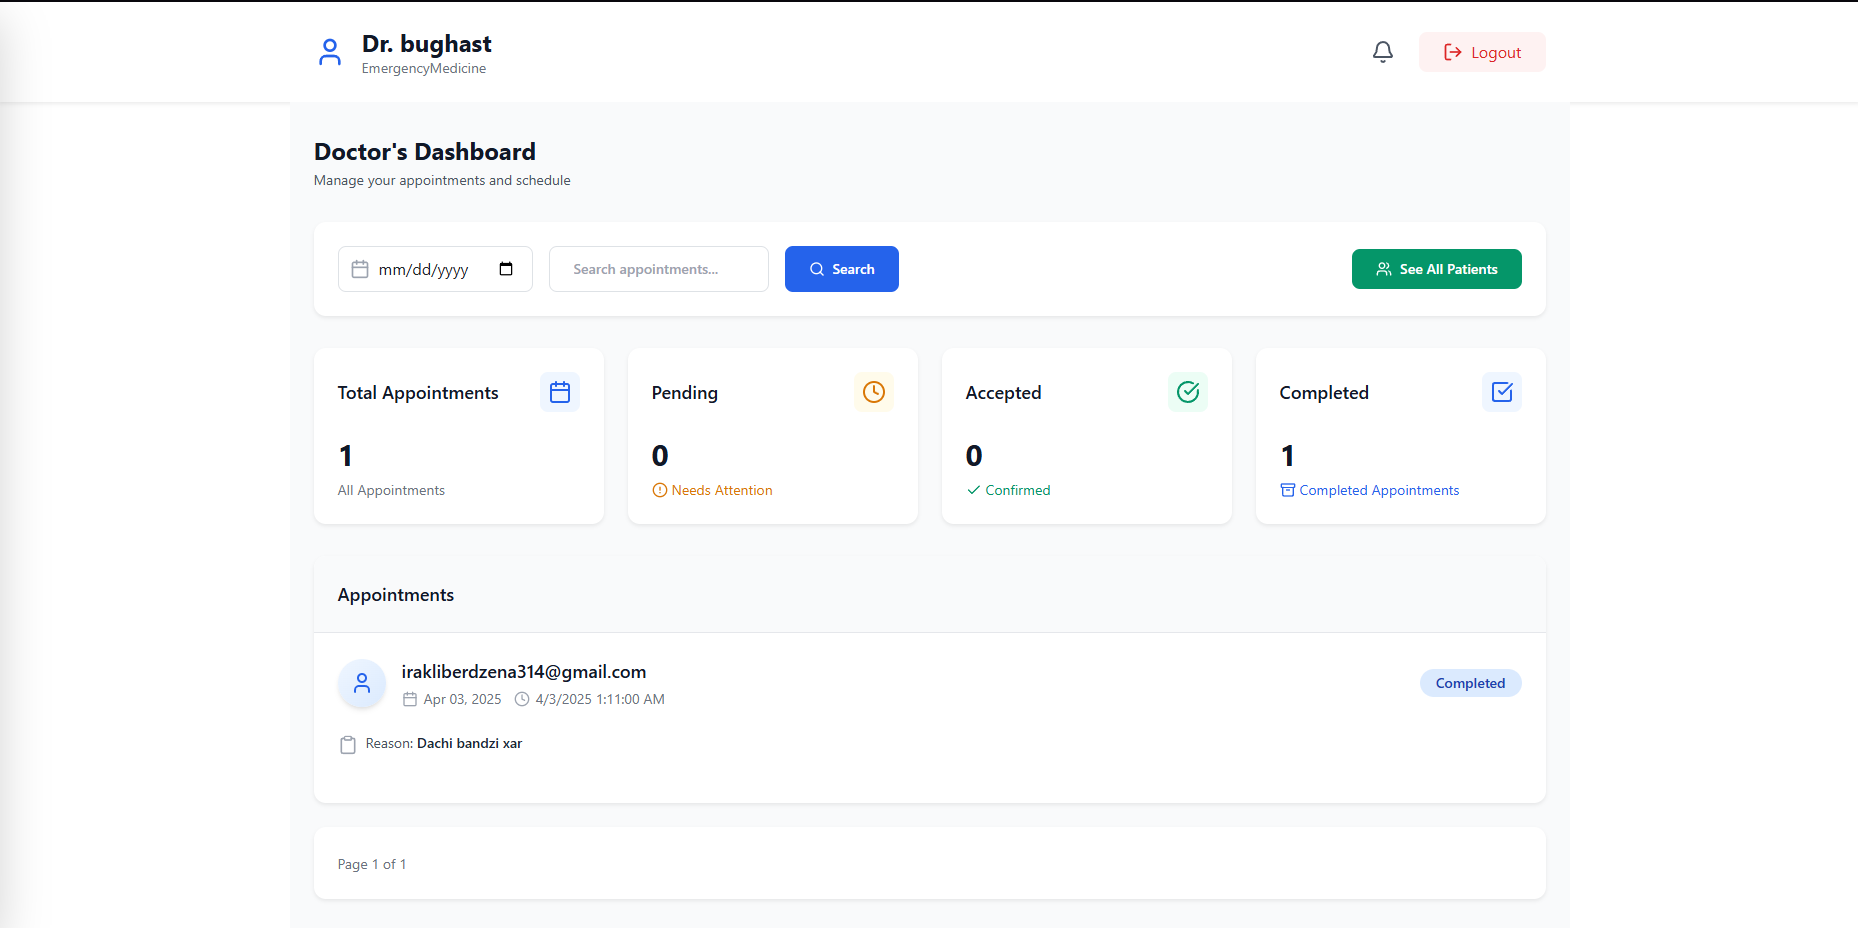 Dr. bughast
EmergencyMedicine
Logout
Doctor's Dashboard
Manage your appointments and schedule
mm/dd/yyyy
Search appointments...
Search
See All Patients
Total Appointments
1
All Appointments
Pending
0
Needs Attention
Accepted
0
Confirmed
Completed
1
Completed Appointments
Appointments
irakliberdzena314@gmail.com
Apr 03, 2025 4/3/2025 1:11:00 AM
Completed
Reason: Dachi bandzi xar
Page 1 of 1